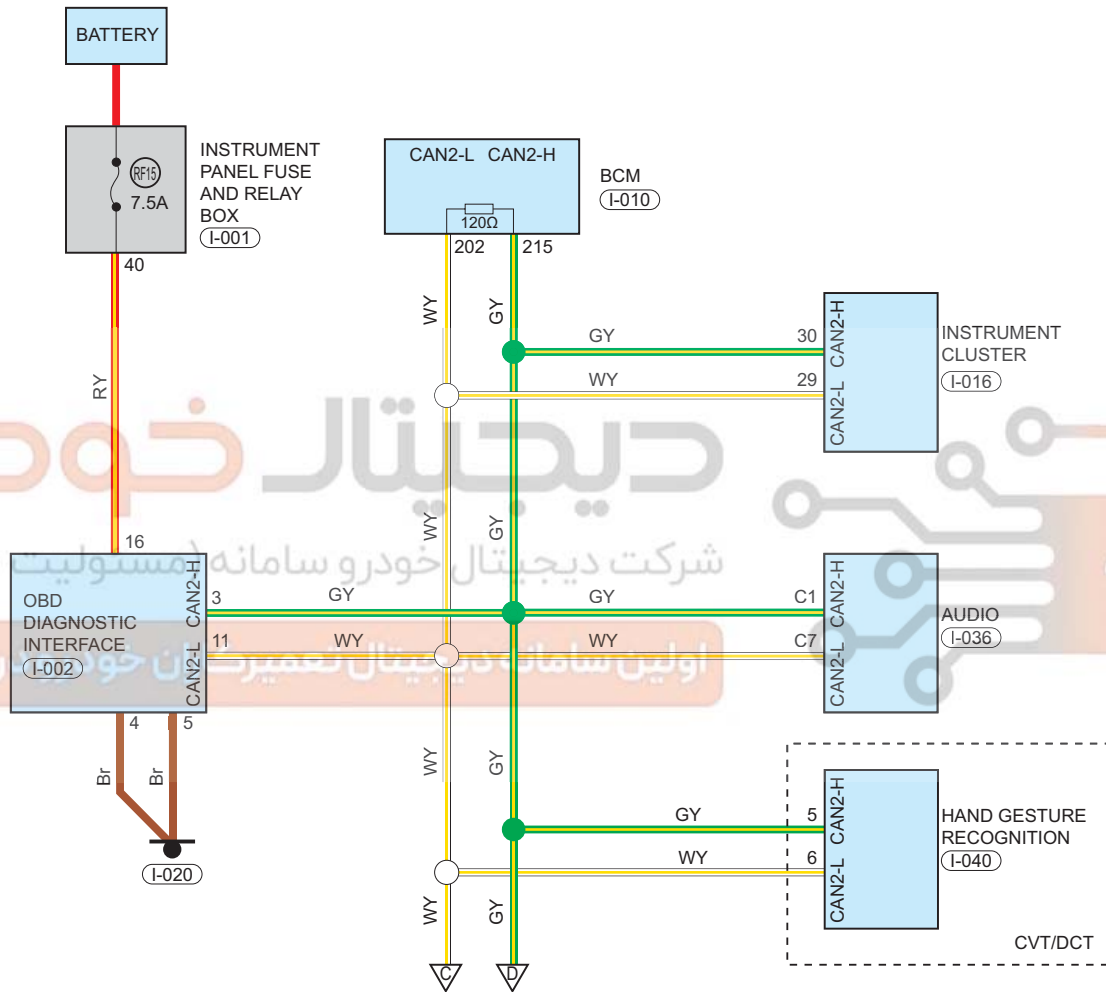 BATTERY
RF15
7.5A
INSTRUMENT
PANEL FUSE
AND RELAY
BOX
I-001
40
CAN2-L CAN2-H
120Ω
BCM
I-010
202
215
WY
GY
GY
30
CAN2-H
WY
29
CAN2-L
INSTRUMENT
CLUSTER
I-016
RY
دیجیتال خودرو
WY
GY
شرکت دیجیتال خودرو سامانه (مسئولیت
16
OBD
DIAGNOSTIC
INTERFACE
I-002
CAN2-H
3
GY
GY
C1
CAN2-H
CAN2-L
11
WY
WY
C7
CAN2-L
AUDIO
I-036
اولین سامانه دیجیتال تعمیرکاران خودرو در
4
5
Br
Br
I-020
WY
GY
GY
5
CAN2-H
WY
6
CAN2-L
HAND GESTURE
RECOGNITION
I-040
CVT/DCT
WY
GY
C
D